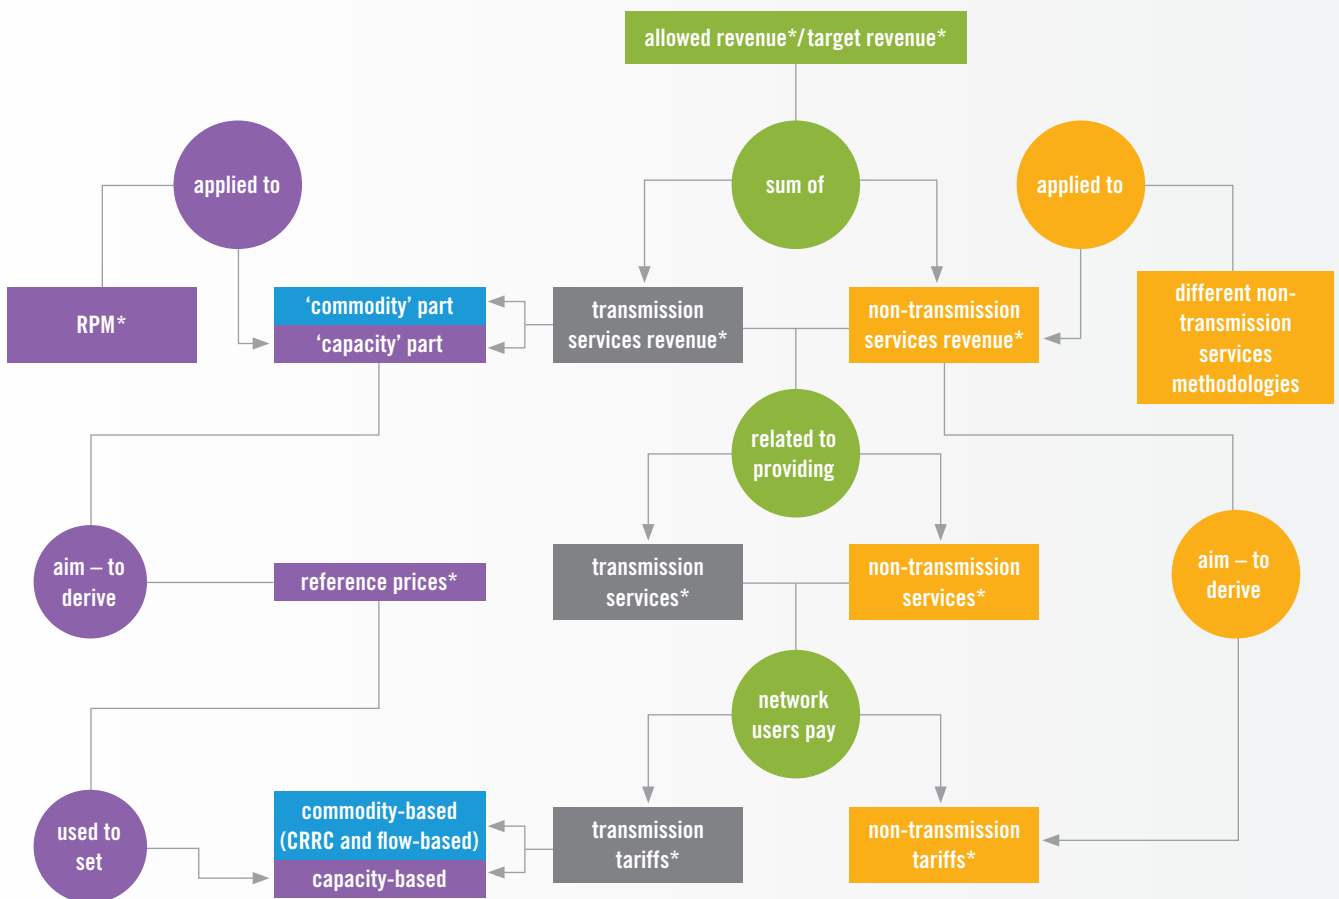 allowed revenue*/target revenue*
applied to
sum of
applied to
RPM*
'commodity' part
'capacity' part
transmission
services revenue*
non-transmission
services revenue*
different non-
transmission
services
methodologies
related to
providing
aim – to
derive
reference prices*
transmission
services*
non-transmission
services*
aim – to
derive
network
users pay
used to
set
commodity-based
(CRRC and flow-based)
capacity-based
transmission
tariffs*
non-transmission
tariffs*